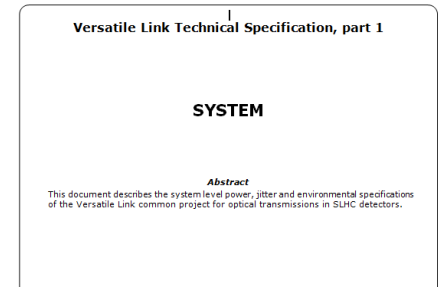 Versatile Link Technical Specification, part 1
SYSTEM
Abstract
This document describes the system level power, jitter and environmental specifications
of the Versatile Link common project for optical transmissions in SLHC detectors.